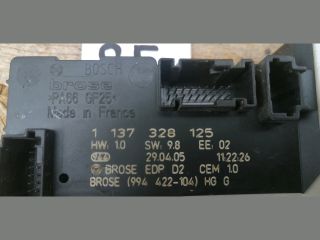 BOSCH
brose
>PA66 GF25<
Made in France
1 137 328 125
HW: 1.0 SW: 9.8 EE: 02
29.04.05 11:22:26
BROSE EDP D2 CEM 1.0
BROSE (994 422-104) HG G